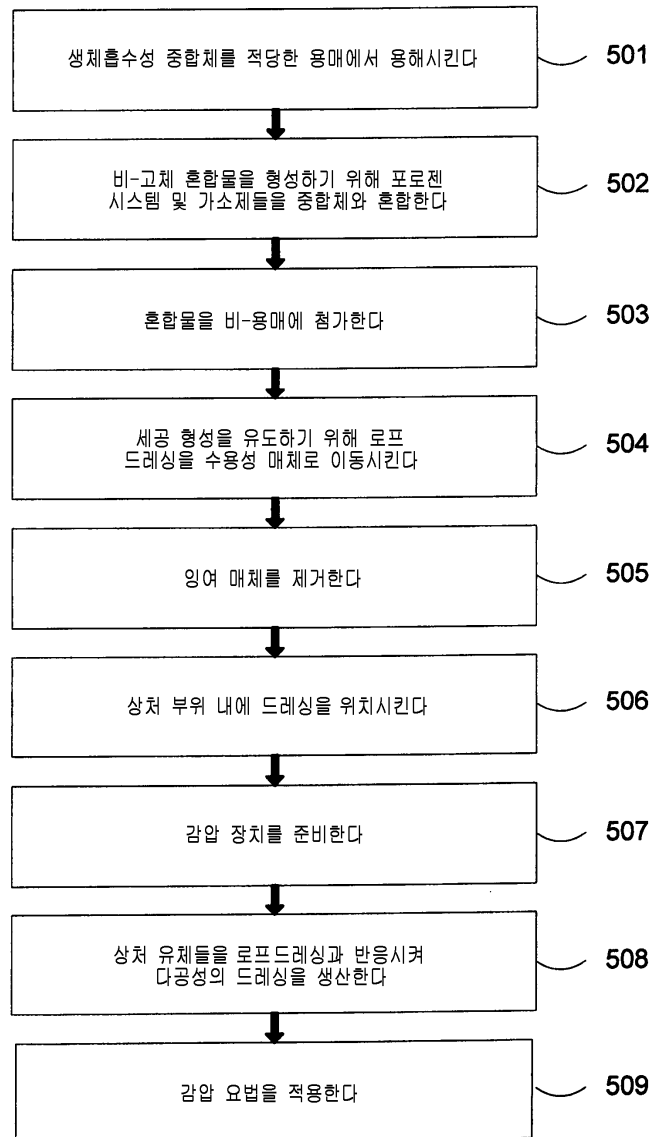 생체흡수성 중합체를 적당한 용매에서 용해시킨다
501
비-고체 혼합물을 형성하기 위해 포로젠
시스템 및 가소제들을 중합체와 혼합한다
502
혼합물을 비-용매에 첨가한다
503
세공 형성을 유도하기 위해 로프
드레싱을 수용성 매체로 이동시킨다
504
잉여 매체를 제거한다
505
상처 부위 내에 드레싱을 위치시킨다
506
감압 장치를 준비한다
507
상처 유체들을 로프드레싱과 반응시켜
다공성의 드레싱을 생산한다
508
감압 요법을 적용한다
509